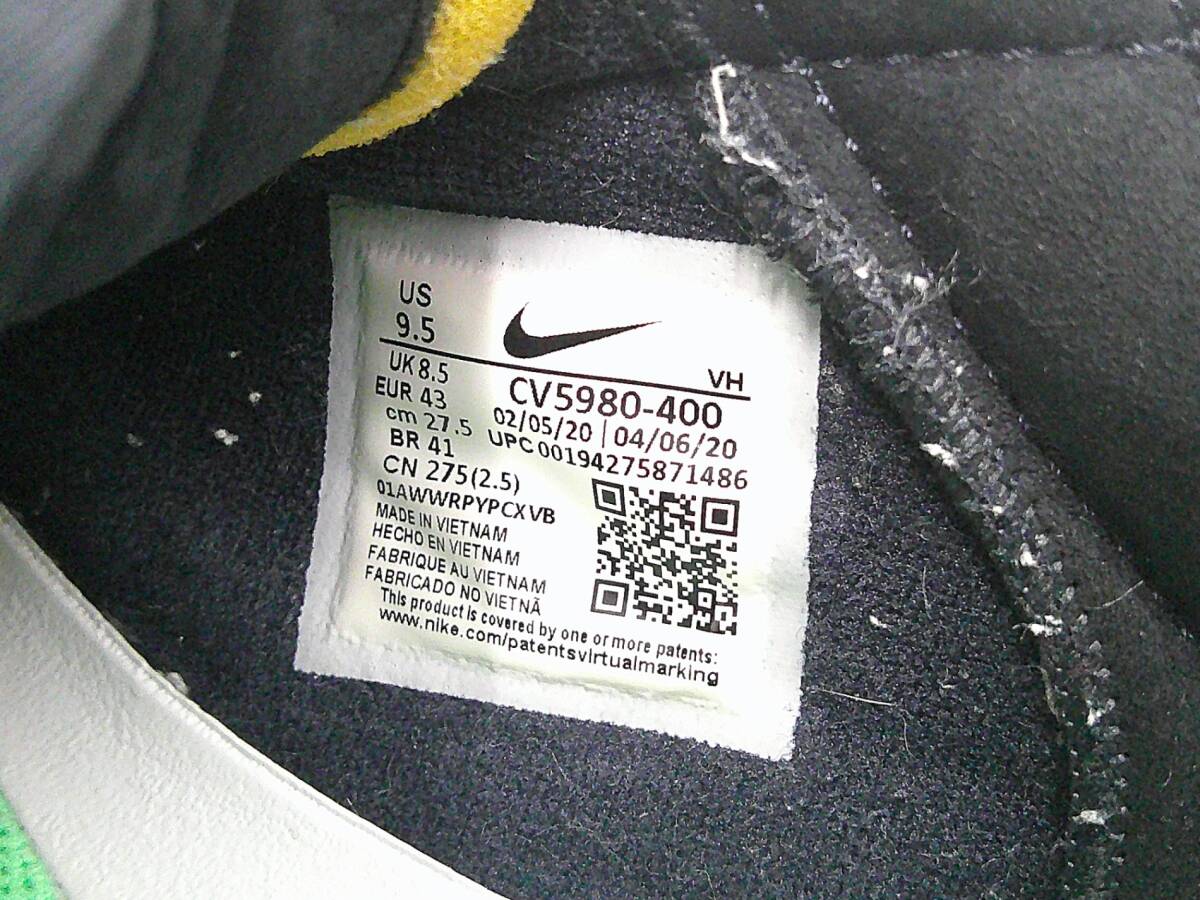 US
9.5
VH
UK 8.5
EUR 43
cm 27.5
BR 41
CN 275(2.5)
CV5980-400
02/05/20 | 04/06/20
UPC 00194275871486
01AWWRPYPCXVB
MADE IN VIETNAM
HECHO EN VIETNAM
FABRIQUE AU VIETNAM
FABRICADO NO VIETNÃ
This product is covered by one or more patents:
www.nike.com/patentsvirtualmarking